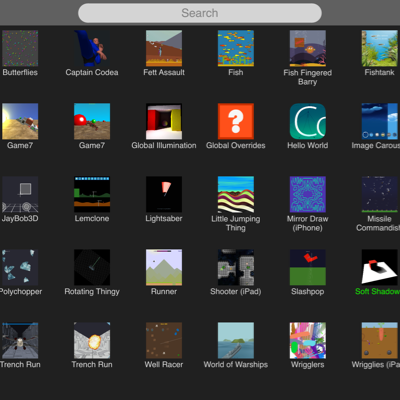 Search
Butterflies
Captain Codea
Fett Assault
Fish
Fish Fingered
Barry
Fishtank
Game7
Game7
Global Illumination
Global Overrides
Hello World
Image Carous
JayBob3D
Lemclone
Lightsaber
Little Jumping
Thing
Mirror Draw
(iPhone)
Missile
Commandish
Polychopper
Rotating Thingy
Runner
Shooter (iPad)
Slashpop
Soft Shadow
Trench Run
Trench Run
Well Racer
World of Warships
Wrigglers
Wrigglies (iPa